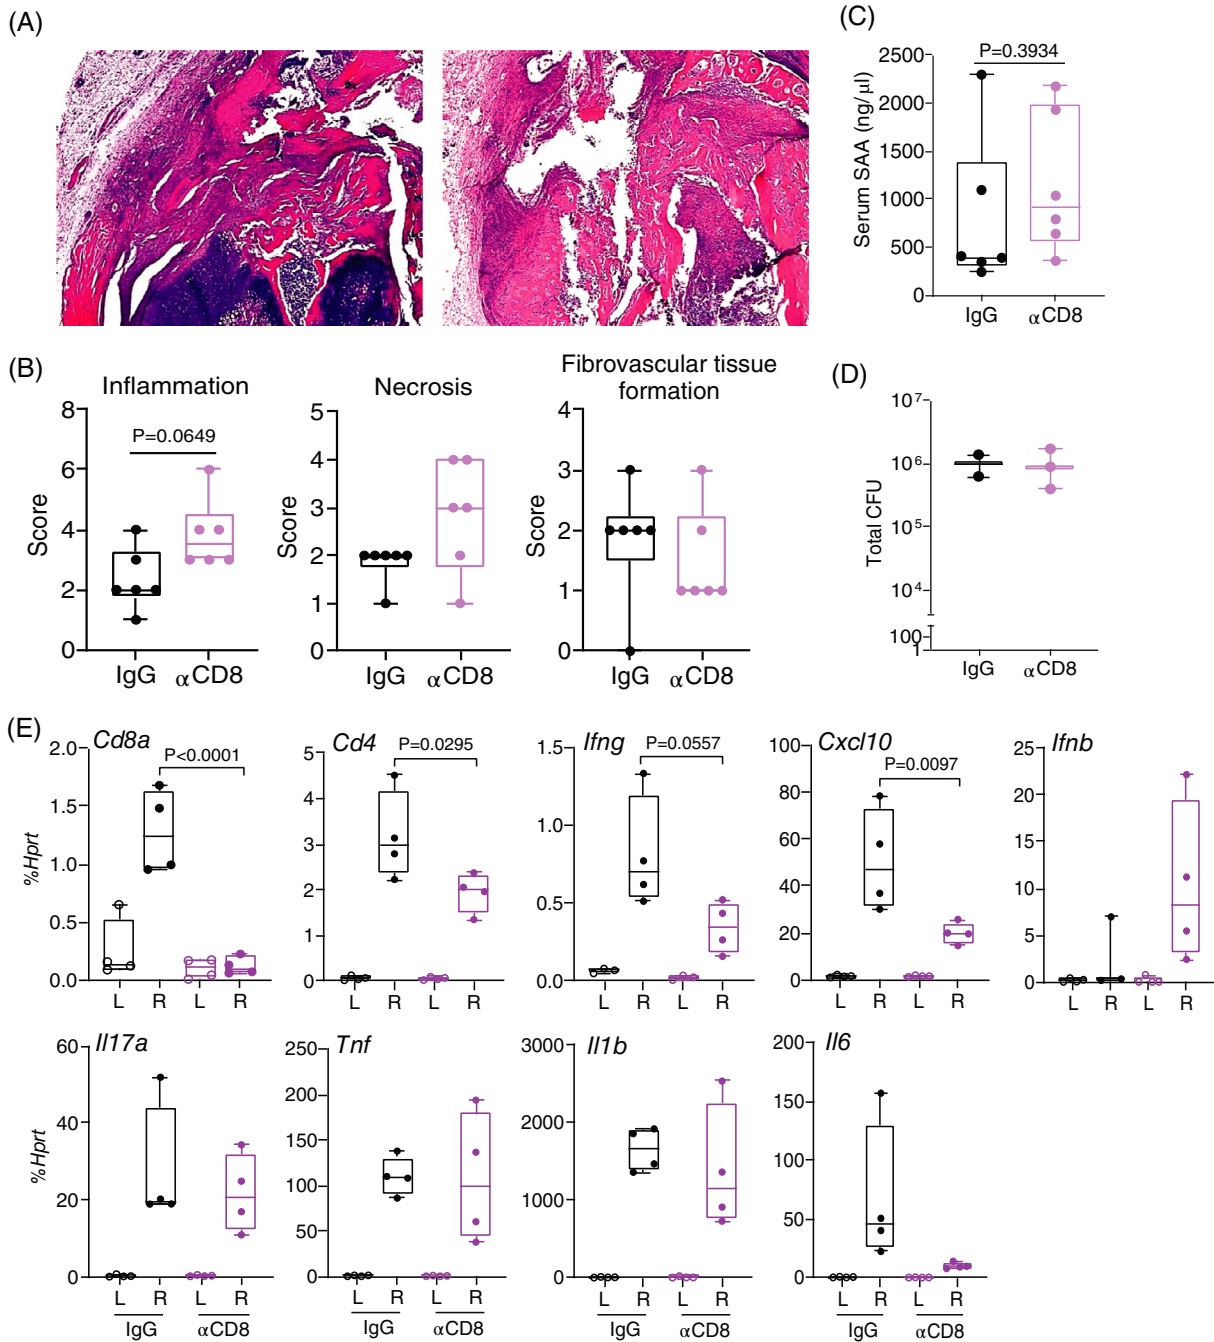 (A)
(C)
P=0.3934
Serum SAA (ng/µl)
2500
2000
1500
1000
500
0
IgG αCD8
(B)
Inflammation
P=0.0649
Score
8
6
4
2
0
IgG αCD8
Necrosis
Score
5
4
3
2
1
0
IgG αCD8
Fibrovascular tissue
formation
Score
4
3
2
1
0
IgG αCD8
(D)
Total CFU
10⁷
10⁶
10⁵
10⁴
100
1
IgG αCD8
(E)
Cd8a
P<0.0001
%Hprt
2.0
1.5
1.0
0.5
0.0
L R L R
Cd4
P=0.0295
5
4
3
2
1
0
L R L R
Ifng
P=0.0557
1.5
1.0
0.5
0.0
L R L R
Cxcl10
P=0.0097
100
80
60
40
20
0
L R L R
Ifnb
25
20
15
10
5
0
L R L R
Il17a
%Hprt
60
40
20
0
L R L R
IgG αCD8
Tnf
250
200
150
100
50
0
L R L R
IgG αCD8
Il1b
3000
2000
1000
0
L R L R
IgG αCD8
Il6
200
150
100
50
0
L R L R
IgG αCD8